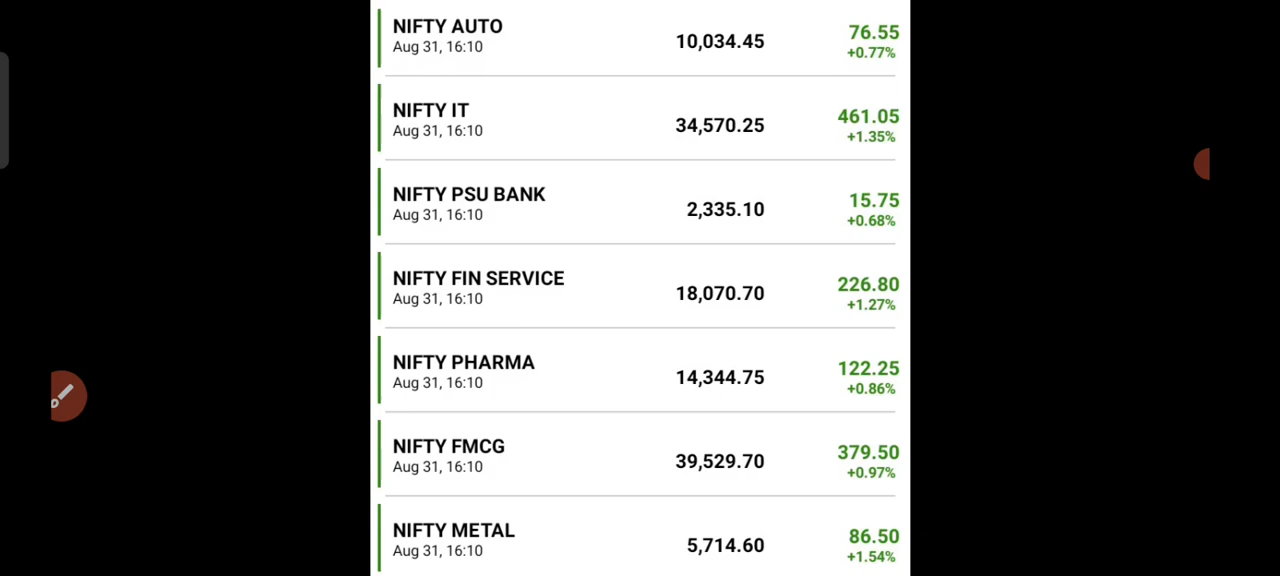 NIFTY AUTO
Aug 31, 16:10
10,034.45
76.55
+0.77%
NIFTY IT
Aug 31, 16:10
34,570.25
461.05
+1.35%
NIFTY PSU BANK
Aug 31, 16:10
2,335.10
15.75
+0.68%
NIFTY FIN SERVICE
Aug 31, 16:10
18,070.70
226.80
+1.27%
NIFTY PHARMA
Aug 31, 16:10
14,344.75
122.25
+0.86%
NIFTY FMCG
Aug 31, 16:10
39,529.70
379.50
+0.97%
NIFTY METAL
Aug 31, 16:10
5,714.60
86.50
+1.54%